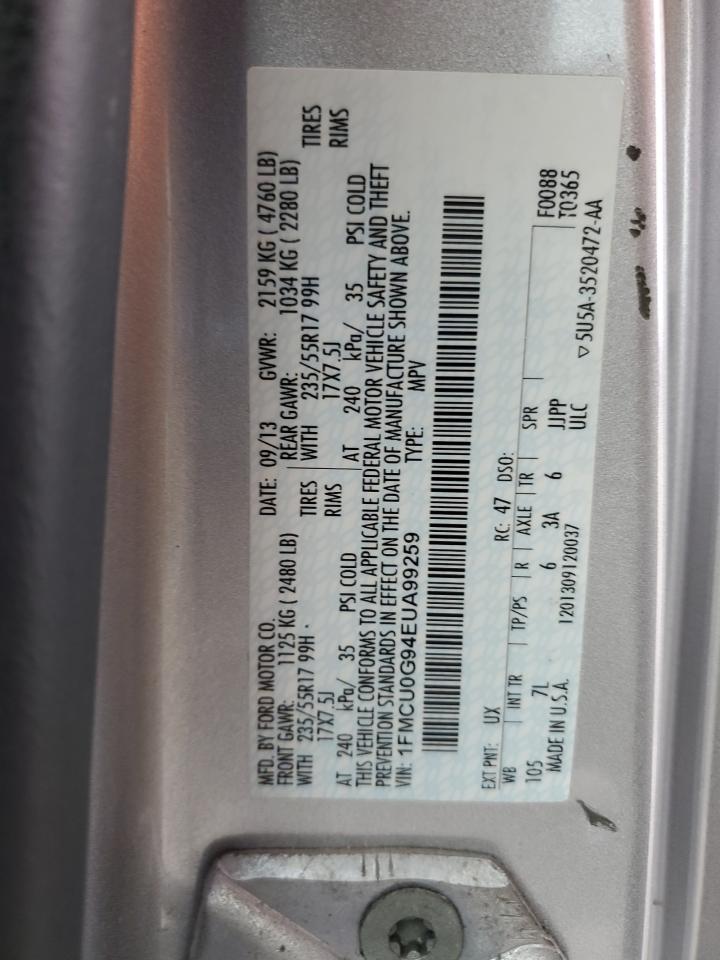 MFD. BY FORD MOTOR CO.
DATE: 09/13 GVWR: 2159 KG ( 4760 LB)
FRONT GAWR: 1125 KG ( 2480 LB) REAR GAWR: 1034 KG ( 2280 LB)
WITH 235/55R17 99H TIRES WITH 235/55R17 99H TIRES
17X7.5J RIMS 17X7.5J RIMS
AT 240 kPa/ 35 PSI COLD AT 240 kPa/ 35 PSI COLD
THIS VEHICLE CONFORMS TO ALL APPLICABLE FEDERAL MOTOR VEHICLE SAFETY AND THEFT
PREVENTION STANDARDS IN EFFECT ON THE DATE OF MANUFACTURE SHOWN ABOVE.
VIN: 1FMCU0G94EUA99259 TYPE: MPV
EXT PNT: UX RC: 47 DSO: F0088
WB INT TR TP/PS R AXLE TR SPR T0365
105 7L 6 3A 6 JJPP
MADE IN U.S.A. 1201309120037 ULC ▽5U5A-3520472-AA